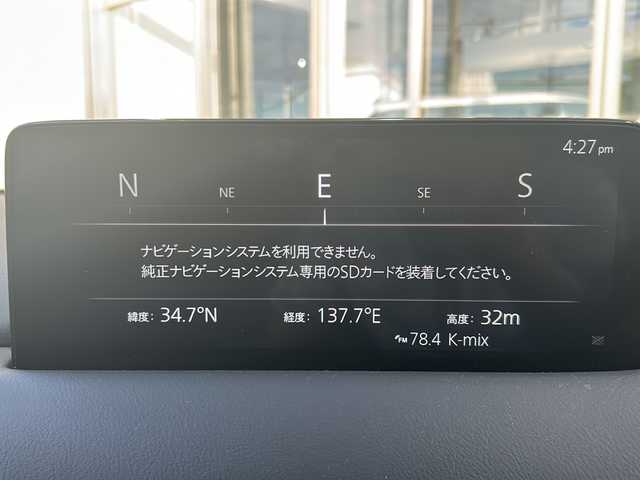 4:27pm
N NE E SE S
ナビゲーションシステムを利用できません。
純正ナビゲーションシステム専用のSDカードを装着してください。
緯度: 34.7°N 経度: 137.7°E 高度: 32m
FM 78.4 K-mix